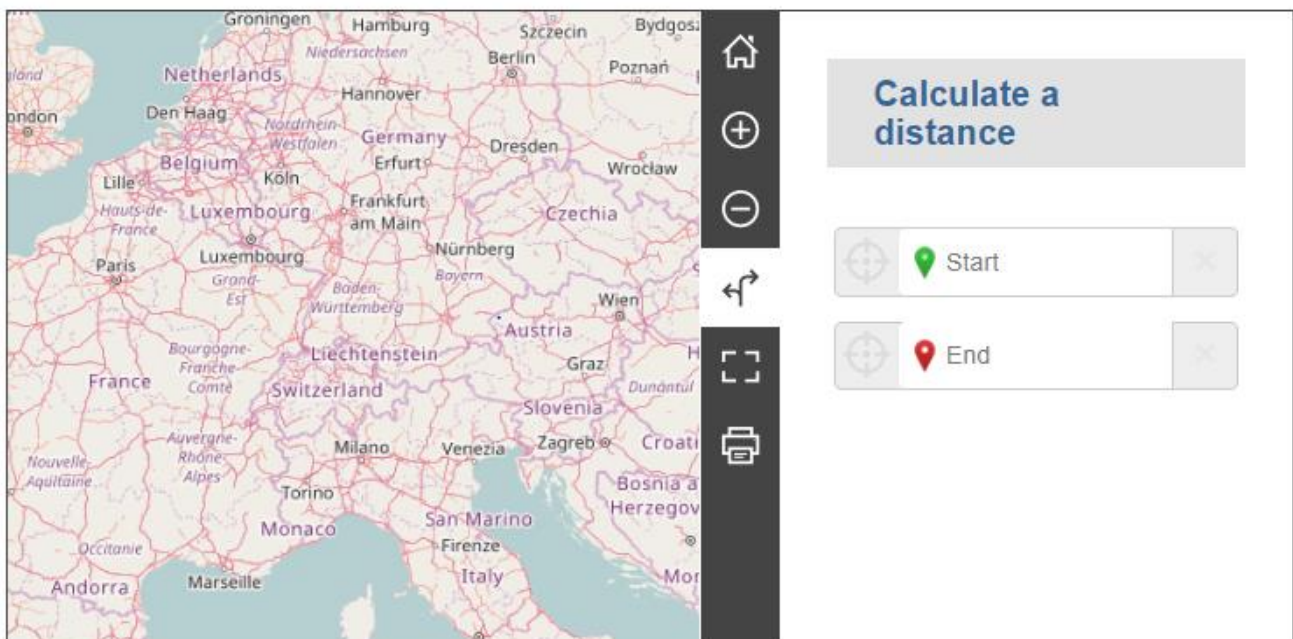 Groningen
Hamburg
Szczecin
Bydgosz
Niedersachsen
Berlin
Poznań
Netherlands
Hannover
ondon
Den Haag
Nordrhein-
Westfalen
Germany
Dresden
Belgium
Erfurt
Wrocław
Lille
Köln
Hauts-de-
France
Luxembourg
Frankfurt
am Main
Czechia
Luxembourg
Nürnberg
Paris
Grand-
Est
Baden-
Württemberg
Bayern
Wien
Austria
Bourgogne-
Franche-
Comté
Liechtenstein
Graz
France
Switzerland
Dunántúl
Slovenia
Auvergne-
Rhône-
Alpes
Milano
Venezia
Zagreb
Croati
Nouvelle-
Aquitaine
Torino
Bosnia a
Herzegov
Monaco
San Marino
Firenze
Occitanie
Italy
Andorra
Marseille
Mor
Calculate a
distance
Start
End